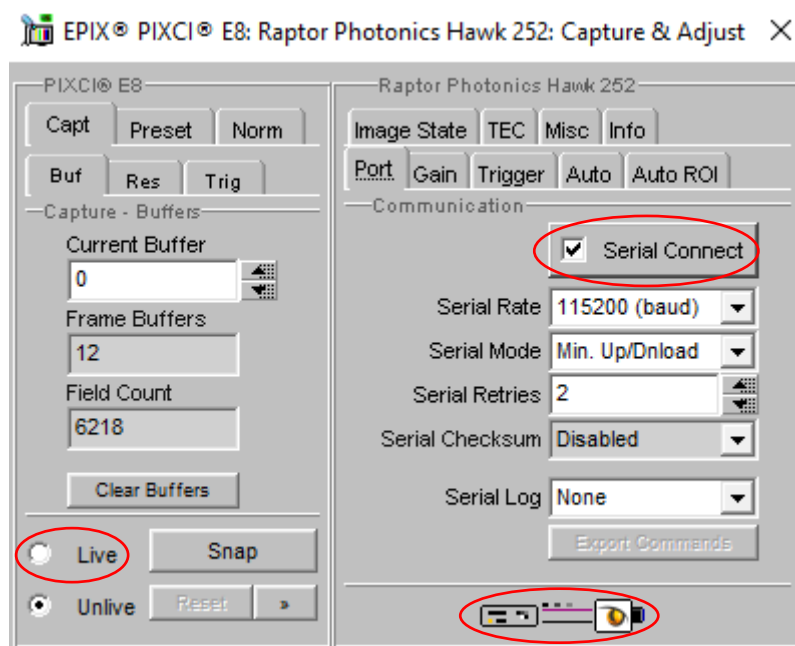 EPIX® PIXCI® E8: Raptor Photonics Hawk 252: Capture & Adjust
PIXCI® E8
Capt Preset Norm
Buf Res Trig
Capture - Buffers
Current Buffer
0
Frame Buffers
12
Field Count
6218
Clear Buffers
Live Snap
Unlive Reset »
Raptor Photonics Hawk 252
Image State TEC Misc Info
Port Gain Trigger Auto Auto ROI
Communication
Serial Connect
Serial Rate 115200 (baud)
Serial Mode Min. Up/Dnload
Serial Retries 2
Serial Checksum Disabled
Serial Log None
Export Commands